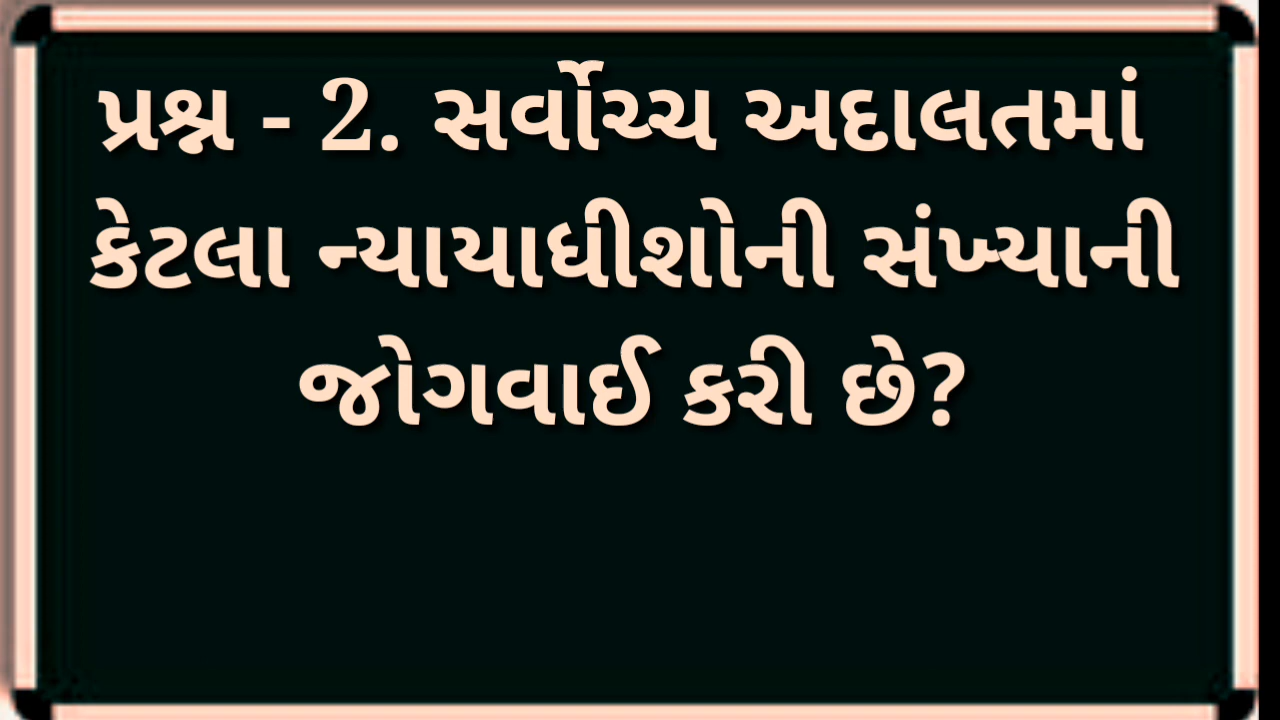 પ્રશ્ન - 2. સર્વોચ્ચ અદાલતમાં
કેટલા ન્યાયાધીશોની સંખ્યાની
જોગવાઈ કરી છે?